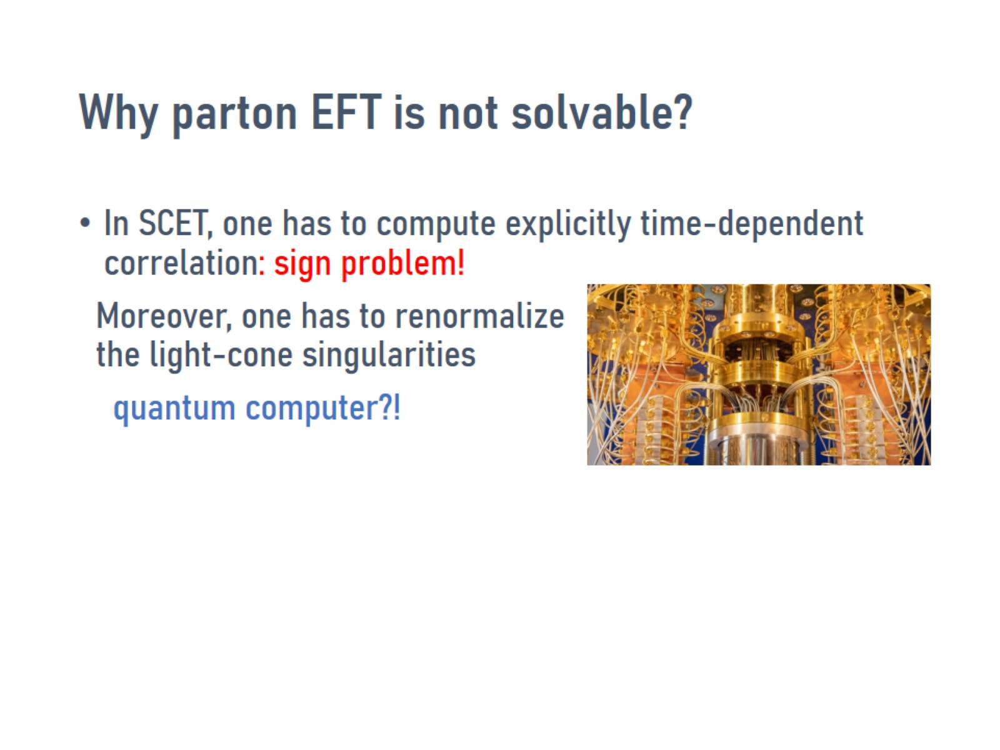 Why parton EFT is not solvable?
• In SCET, one has to compute explicitly time-dependent
correlation: sign problem!
Moreover, one has to renormalize
the light-cone singularities
quantum computer?!